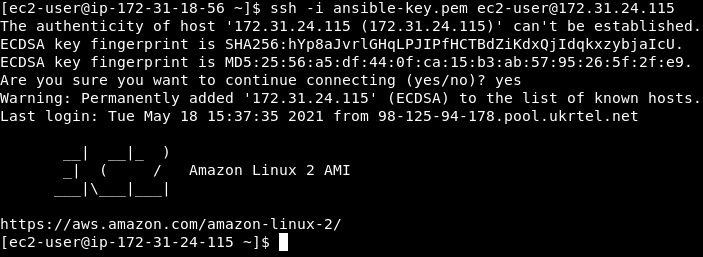 [ec2-user@ip-172-31-18-56 ~]$ ssh -i ansible-key.pem ec2-user@172.31.24.115
The authenticity of host '172.31.24.115 (172.31.24.115)' can't be established.
ECDSA key fingerprint is SHA256:hYp8aJvrlGHqLPJIPfHCTBdZiKdxQjIdqkxzybjaIcU.
ECDSA key fingerprint is MD5:25:56:a5:df:44:0f:ca:15:b3:ab:57:95:26:5f:2f:e9.
Are you sure you want to continue connecting (yes/no)? yes
Warning: Permanently added '172.31.24.115' (ECDSA) to the list of known hosts.
Last login: Tue May 18 15:37:35 2021 from 98-125-94-178.pool.ukrtel.net

       __|  __|_  )
       _|  (     /   Amazon Linux 2 AMI
      ___|\___|___|

https://aws.amazon.com/amazon-linux-2/
[ec2-user@ip-172-31-24-115 ~]$